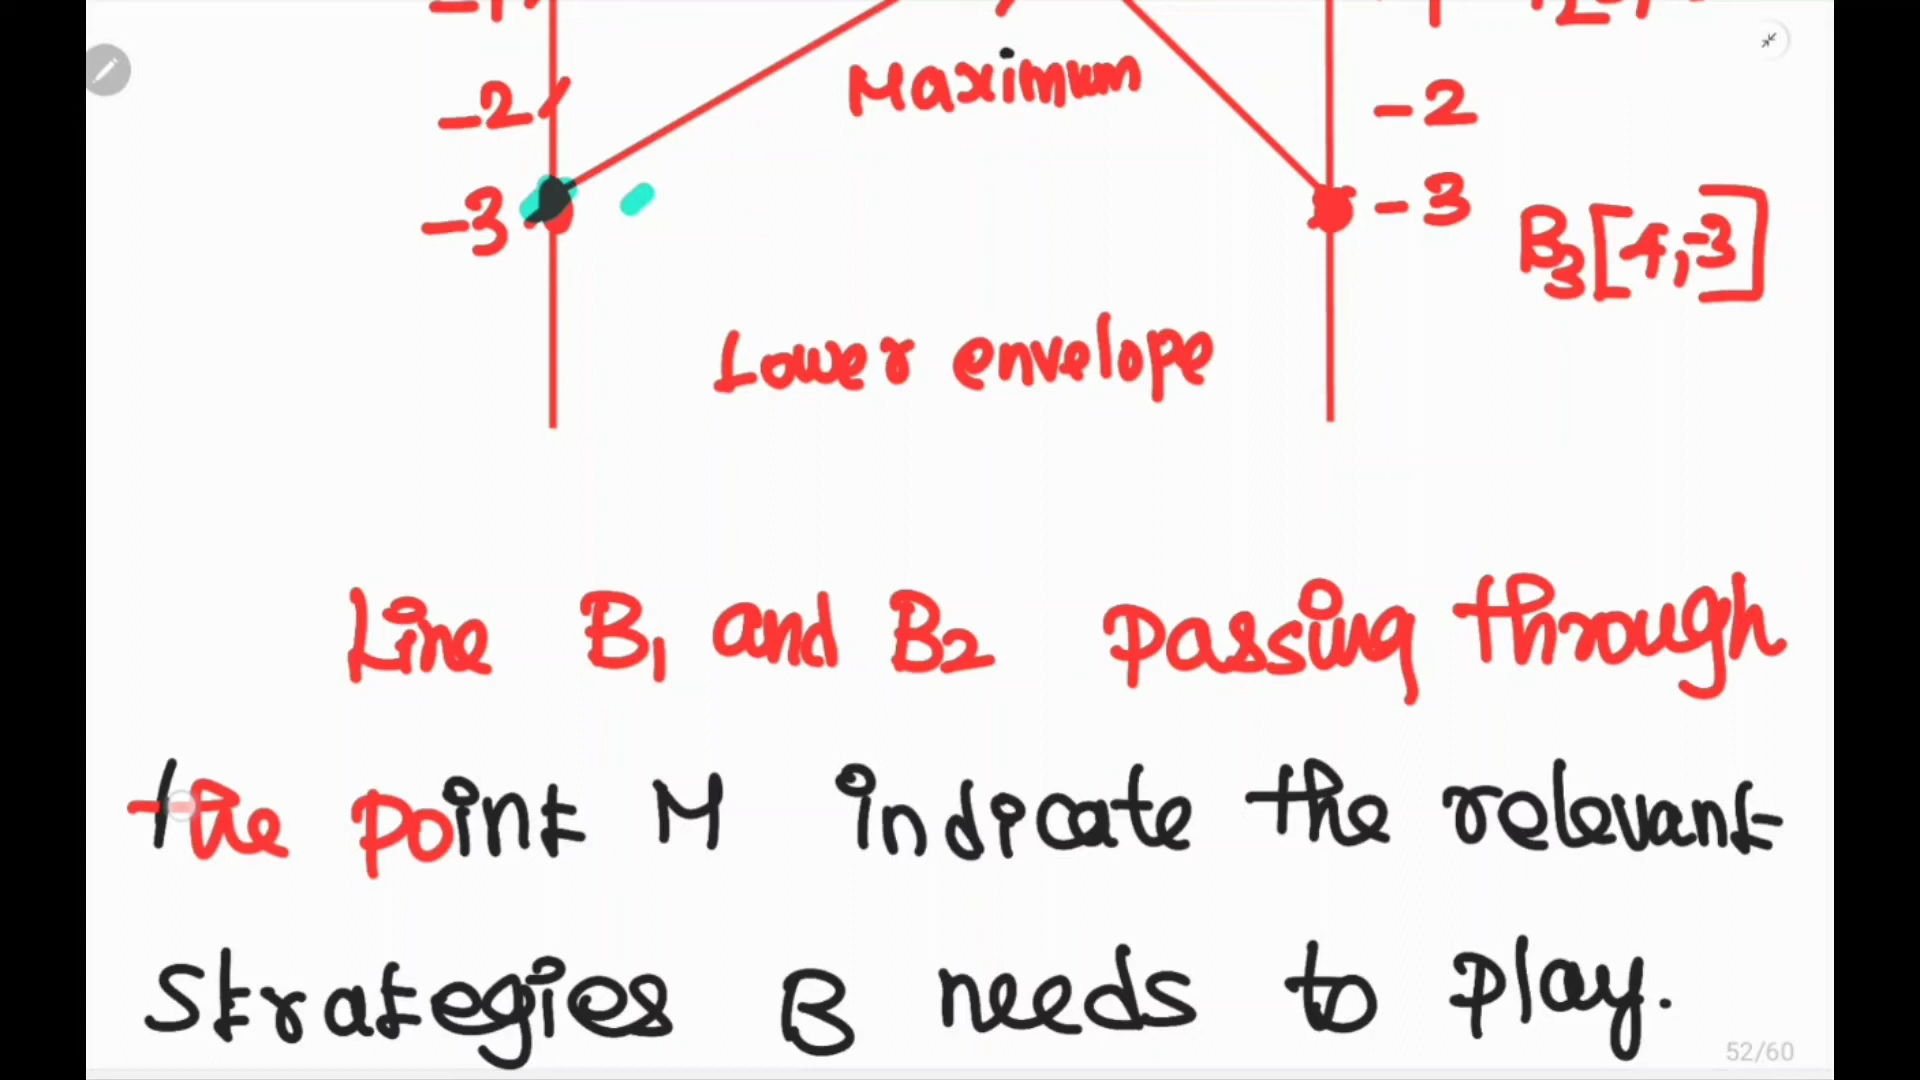 Maximum
-2 -2
-3 -3
B3[4,-3]
Lower envelope
Line B1 and B2 passing through
the point M indicate the relevant
strategies B needs to play.
52/60